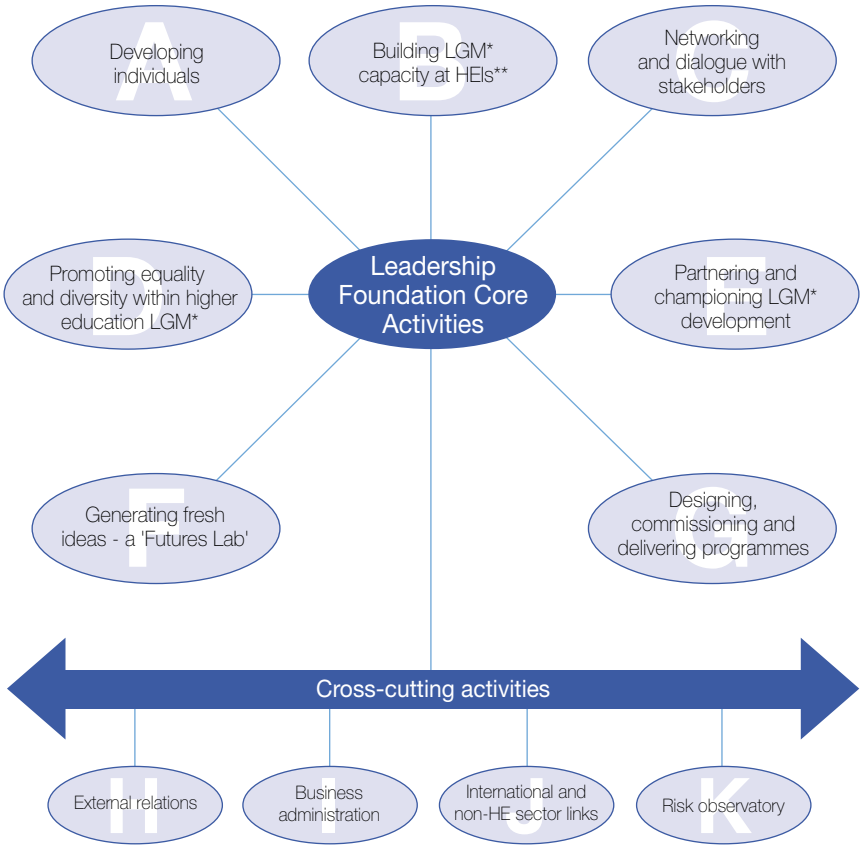 A
Developing
individuals
B
Building LGM*
capacity at HEIs**
C
Networking
and dialogue with
stakeholders
D
Promoting equality
and diversity within higher
education LGM*
Leadership
Foundation Core
Activities
E
Partnering and
championing LGM*
development
F
Generating fresh
ideas - a 'Futures Lab'
G
Designing,
commissioning and
delivering programmes
Cross-cutting activities
H
External relations
I
Business
administration
J
International and
non-HE sector links
K
Risk observatory